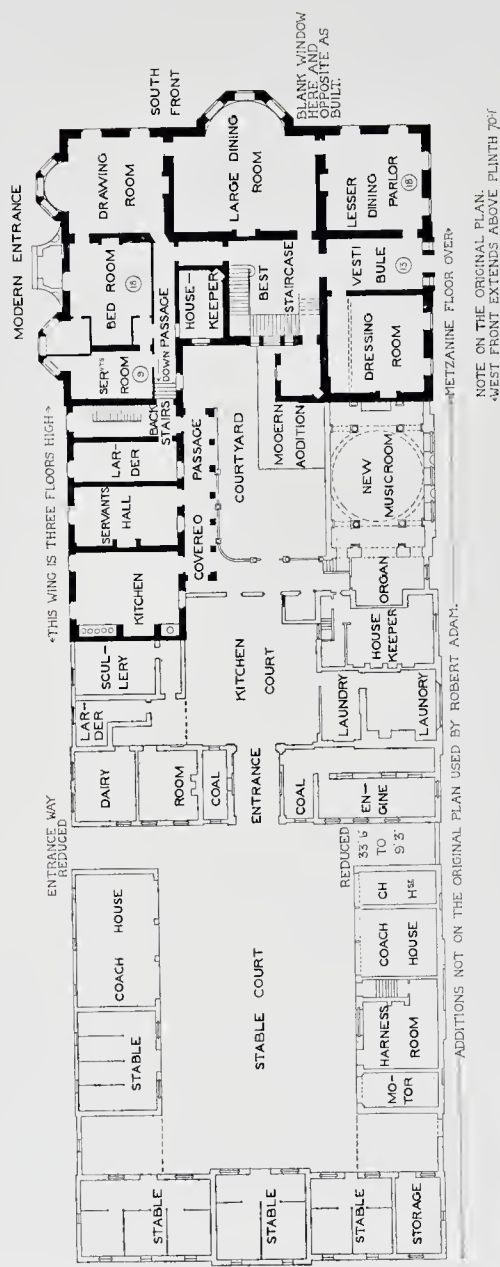 MODERN ENTRANCE
SOUTH
FRONT
BLANK WINDOW
HERE AND
OPPOSITE AS
BUILT.
DRAWING
ROOM
LARGE DINING
ROOM
LESSER
DINING
PARLOR
18
BED ROOM
18
DOWN PASSAGE
HOUSE-
KEEPER
BEST
STAIRCASE
VESTI
BULE
13
SERVTS
ROOM
9
DRESSING
ROOM
«THIS WING IS THREE FLOORS HIGH»
BACK
STAIRS
LAR-
DER
SERVANTS
HALL
KITCHEN
COVERED PASSAGE
COURTYARD
MODERN
ADDITION
NEW
MUSICROOM
ORGAN
«METZANINE FLOOR OVER»
NOTE ON THE ORIGINAL PLAN.
«WEST FRONT EXTENDS ABOVE PLINTH 70-1
SCUL-
LERY
LAR-
DER
KITCHEN
COURT
HOUSE
KEEPER
LAUNDRY
LAUNDRY
DAIRY
ROOM
COAL
ENTRANCE
COAL
EN-
GINE
ENTRANCE WAY
REDUCED
REDUCED
33'6
TO
9'3"
COACH HOUSE
STABLE
STABLE COURT
CH
HSE
COACH
HOUSE
HARNESS
ROOM
MO-
TOR
STABLE
STABLE
STABLE
STORAGE
ADDITIONS NOT ON THE ORIGINAL PLAN USED BY ROBERT ADAM.